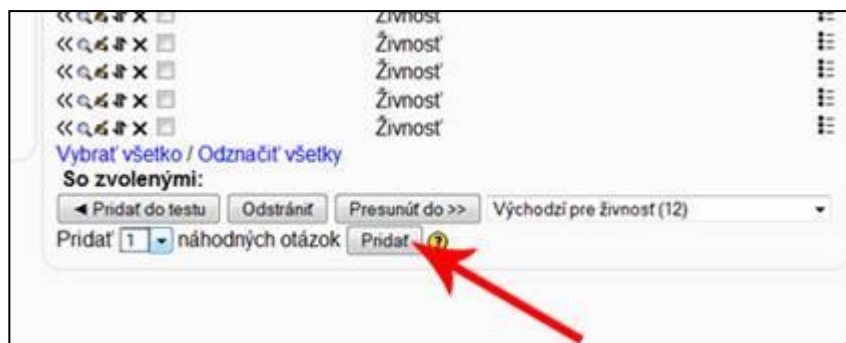 Živnosť
Živnosť
Živnosť
Živnosť
Živnosť
Vybrať všetko / Odznačiť všetky
So zvolenými:
◄ Pridať do testu Odstrániť Presunúť do >> Východzí pre živnosť (12)
Pridať 1 náhodných otázok Pridať ?